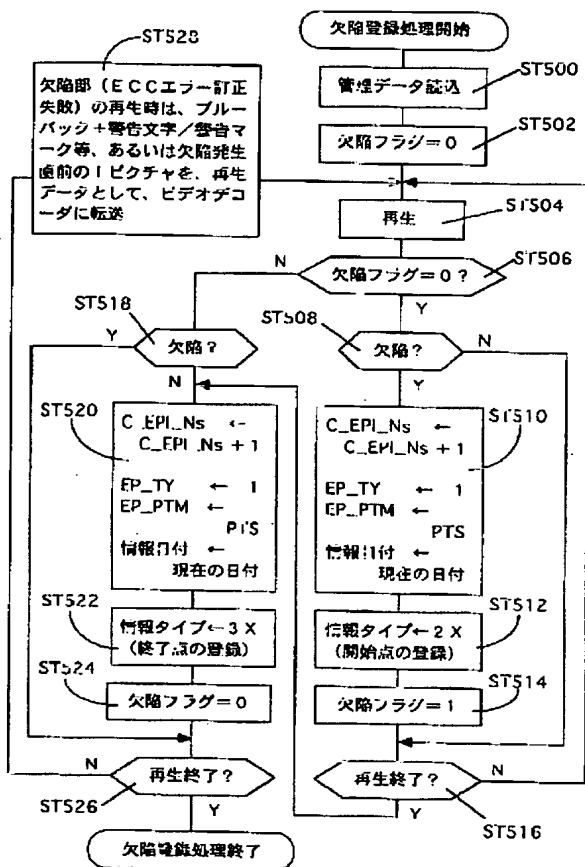 ST528
欠陥部(ECCエラー訂正
失敗)の再生時は、ブルー
バック+警告文字/警告マ
ーク等、あるいは欠陥発生
直前のIピクチャを、再生
データとして、ビデオデコ
ーダに転送
欠陥登録処理開始
ST500
管理データ読込
ST502
欠陥フラグ=0
ST504
再生
ST506
欠陥フラグ=0?
N
Y
ST518
Y
欠陥?
N
ST508
欠陥?
N
Y
ST520
C_EPI_Ns ←
C_EPI_Ns + 1
EP_TY ← 1
EP_PTM ←
PTS
情報日付 ←
現在の日付
ST510
C_EPI_Ns ←
C_EPI_Ns + 1
EP_TY ← 1
EP_PTM ←
PTS
情報日付 ←
現在の日付
ST522
情報タイプ←3X
(終了点の登録)
ST512
情報タイプ←2X
(開始点の登録)
ST524
欠陥フラグ=0
ST514
欠陥フラグ=1
N
再生終了?
ST526
Y
再生終了?
N
ST516
Y
欠陥登録処理終了